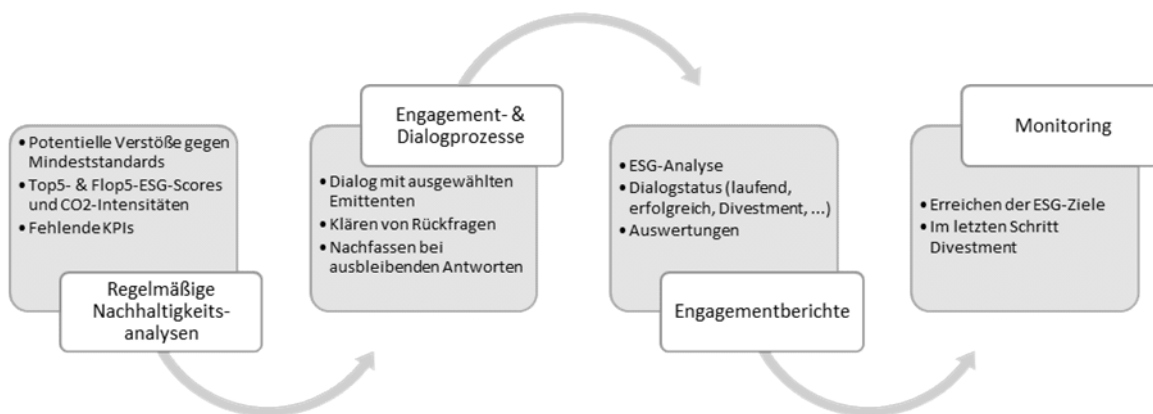 • Potentielle Verstöße gegen
Mindeststandards
• Top5- & Flop5-ESG-Scores
und CO2-Intensitäten
• Fehlende KPIs
Regelmäßige
Nachhaltigkeits-
analysen
Engagement- &
Dialogprozesse
• Dialog mit ausgewählten
Emittenten
• Klären von Rückfragen
• Nachfassen bei
ausbleibenden Antworten
• ESG-Analyse
• Dialogstatus (laufend,
erfolgreich, Divestment, ...)
• Auswertungen
Engagementberichte
Monitoring
• Erreichen der ESG-Ziele
• Im letzten Schritt
Divestment